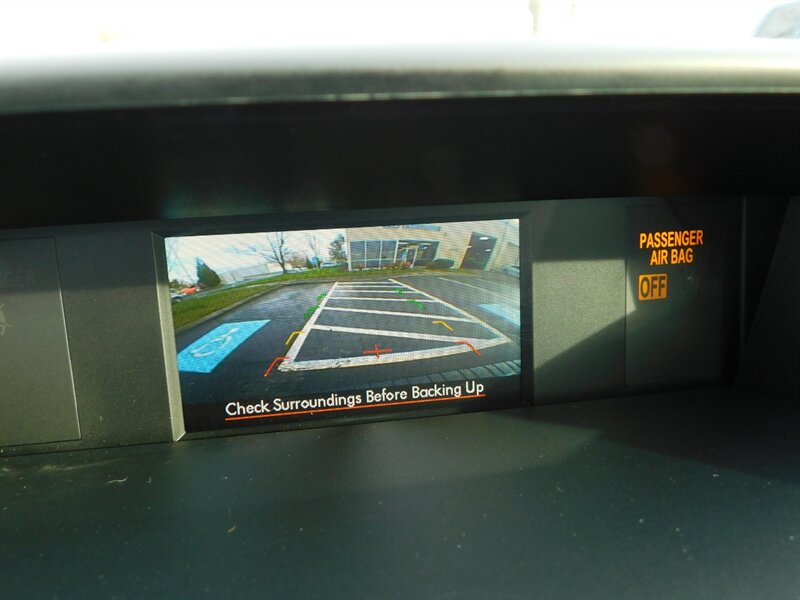 Check Surroundings Before Backing Up
PASSENGER
AIR BAG
OFF